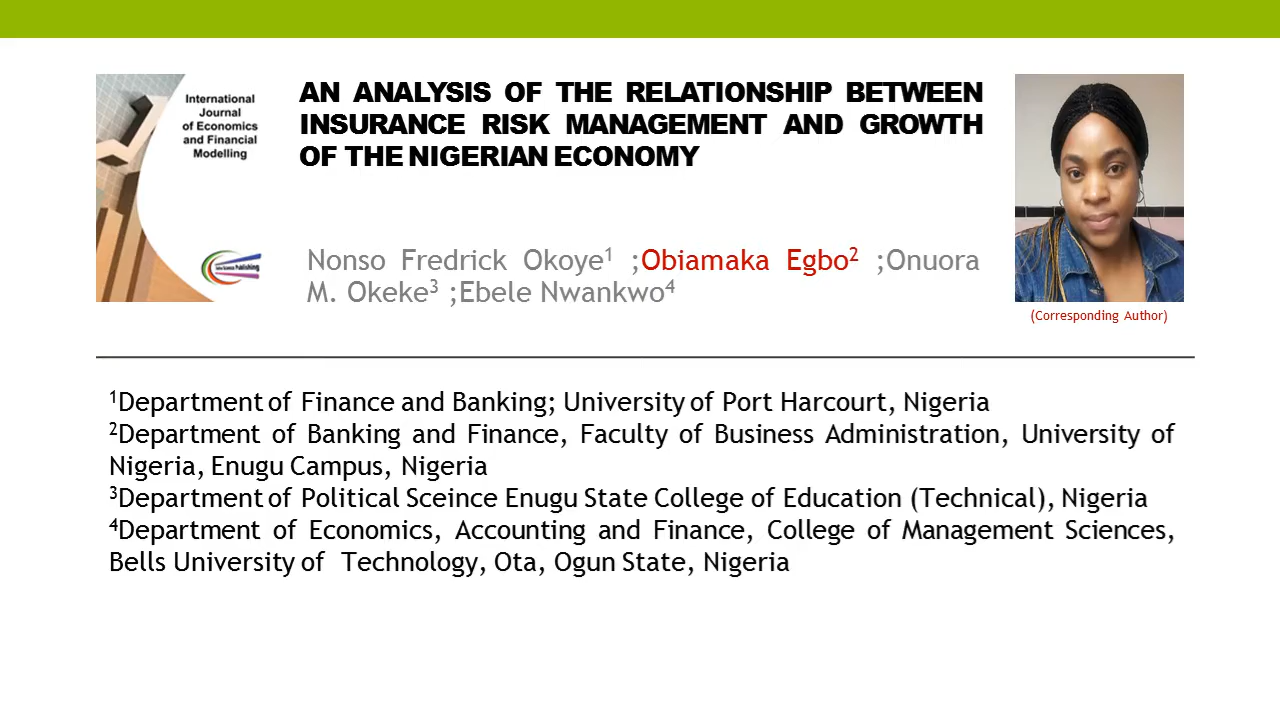 International
Journal
of Economics
and Financial
Modelling
AN ANALYSIS OF THE RELATIONSHIP BETWEEN
INSURANCE RISK MANAGEMENT AND GROWTH
OF THE NIGERIAN ECONOMY
Nonso Fredrick Okoye¹ ;Obiamaka Egbo² ;Onuora
M. Okeke³ ;Ebele Nwankwo⁴
(Corresponding Author)
¹Department of Finance and Banking; University of Port Harcourt, Nigeria
²Department of Banking and Finance, Faculty of Business Administration, University of
Nigeria, Enugu Campus, Nigeria
³Department of Political Sceince Enugu State College of Education (Technical), Nigeria
⁴Department of Economics, Accounting and Finance, College of Management Sciences,
Bells University of Technology, Ota, Ogun State, Nigeria